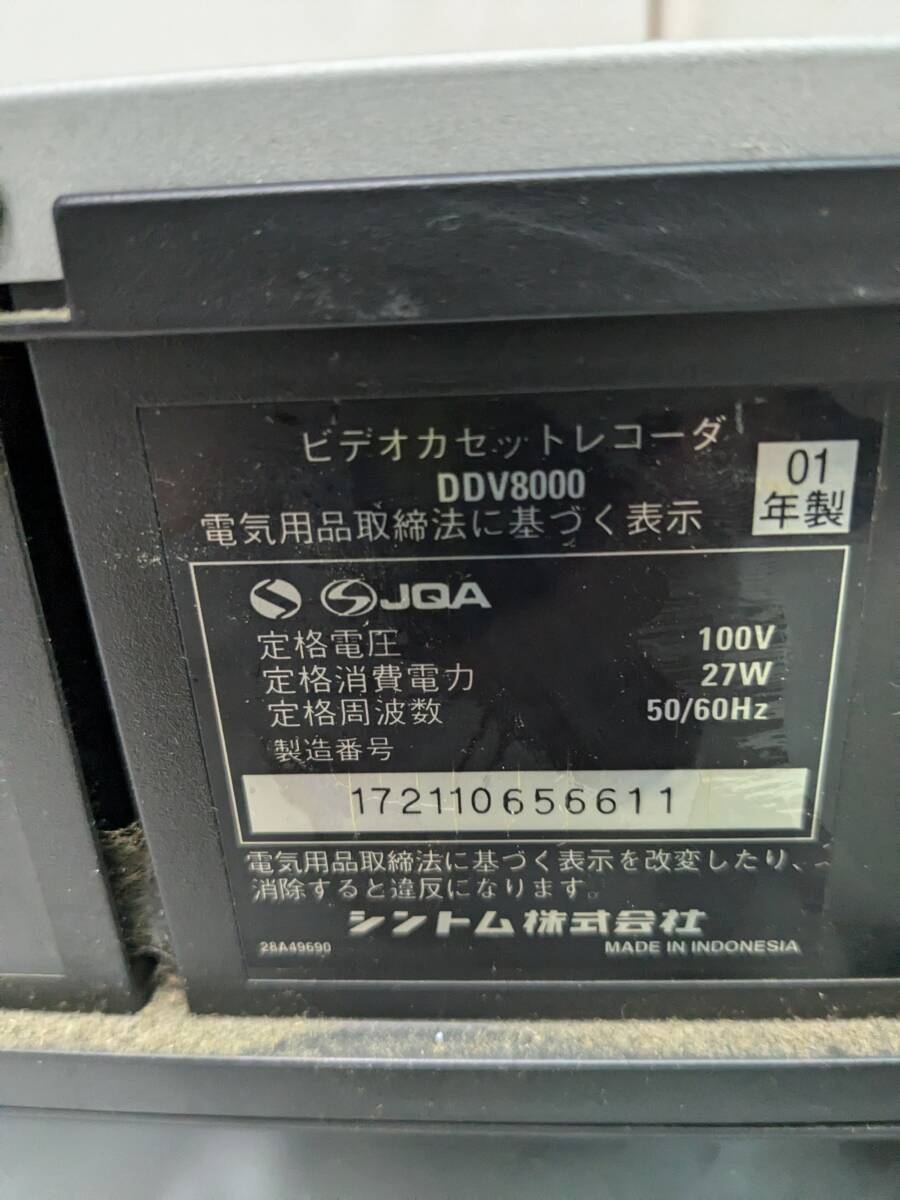 ビデオカセットレコーダ
DDV8000
01
年製
電気用品取締法に基づく表示
JQA
定格電圧 100V
定格消費電力 27W
定格周波数 50/60Hz
製造番号
172110656611
電気用品取締法に基づく表示を改変したり、
消除すると違反になります。
シントム株式会社
28A49690 MADE IN INDONESIA